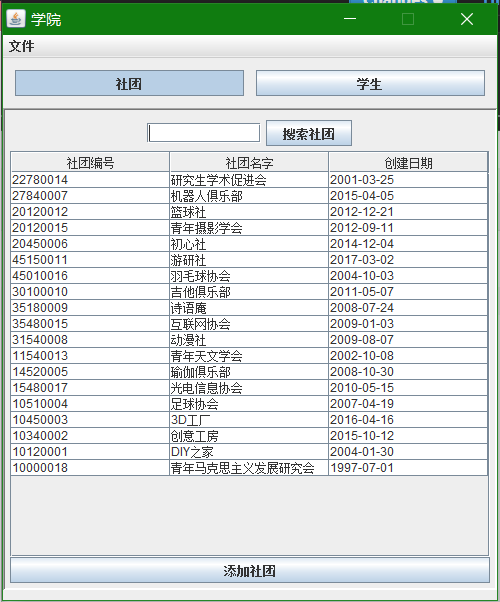 学院
文件
社团 学生
搜索社团
社团编号 社团名字 创建日期
22780014 研究生学术促进会 2001-03-25
27840007 机器人俱乐部 2015-04-05
20120012 篮球社 2012-12-21
20120015 青年摄影学会 2012-09-11
20450006 初心社 2014-12-04
45150011 游研社 2017-03-02
45010016 羽毛球协会 2004-10-03
30100010 吉他俱乐部 2011-05-07
35180009 诗语庵 2008-07-24
35480015 互联网协会 2009-01-03
31540008 动漫社 2009-08-07
11540013 青年天文学会 2002-10-08
14520005 瑜伽俱乐部 2008-10-30
15480017 光电信息协会 2010-05-15
10510004 足球协会 2007-04-19
10450003 3D工厂 2016-04-16
10340002 创意工房 2015-10-12
10120001 DIY之家 2004-01-30
10000018 青年马克思主义发展研究会 1997-07-01
添加社团